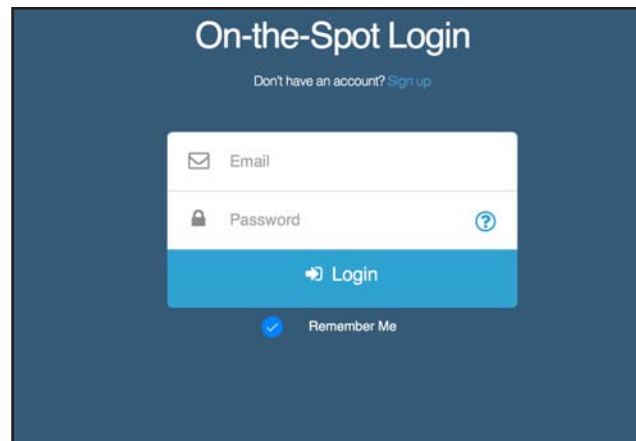 On-the-Spot Login
Don't have an account? Sign up
Email
Password
Login
Remember Me